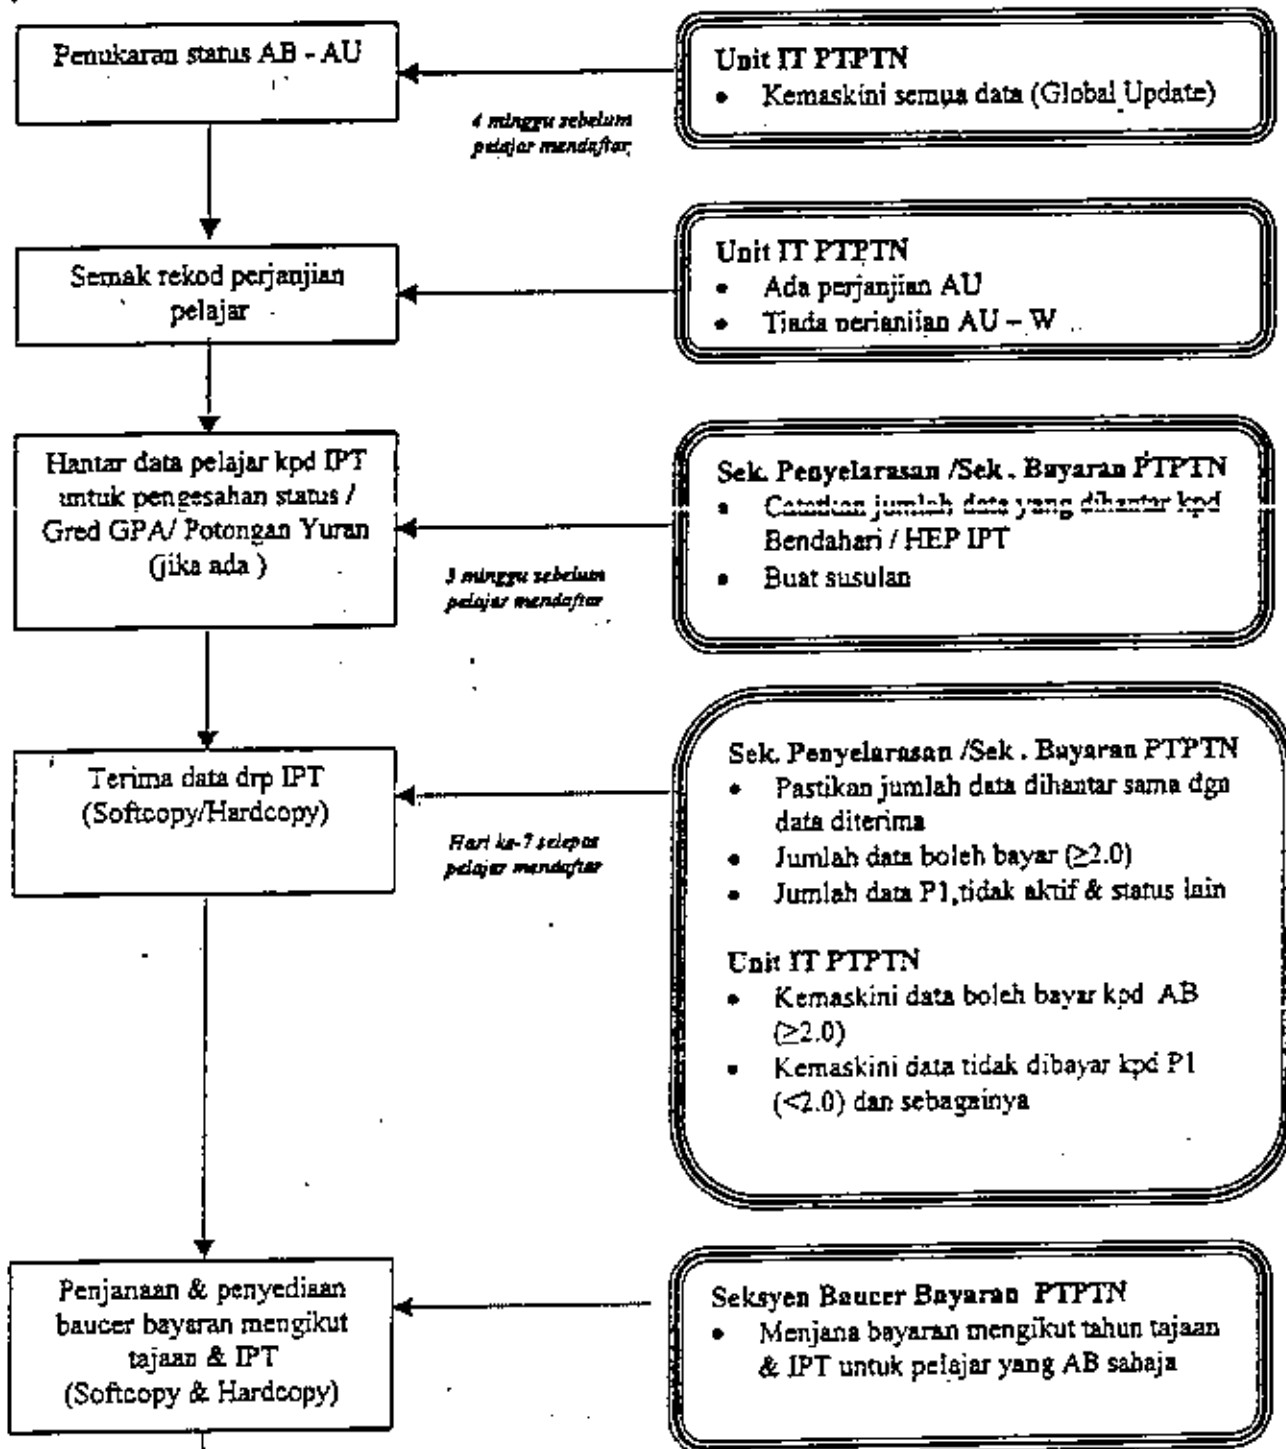 Penukaran status AB - AU
Unit IT PTPTN
• Kemaskini semua data (Global Update)
4 minggu sebelum
pelajar mendaftar
Semak rekod perjanjian
pelajar
Unit IT PTPTN
• Ada perjanjian AU
• Tiada perjanjian AU – W
Hantar data pelajar kpd IPT
untuk pengesahan status /
Gred GPA/ Potongan Yuran
(jika ada )
3 minggu sebelum
pelajar mendaftar
Sek. Penyelarasan /Sek . Bayaran PTPTN
• Catatkan jumlah data yang dihantar kpd
Bendahari / HEP IPT
• Buat susulan
Terima data drp IPT
(Softcopy/Hardcopy)
Hari ke-7 selepas
pelajar mendaftar
Sek. Penyelarasan /Sek . Bayaran PTPTN
• Pastikan jumlah data dihantar sama dgn
data diterima
• Jumlah data boleh bayar (≥2.0)
• Jumlah data P1,tidak aktif & status lain
Unit IT PTPTN
• Kemaskini data boleh bayar kpd AB
(≥2.0)
• Kemaskini data tidak dibayar kpd P1
(<2.0) dan sebagainya
Penjanaan & penyediaan
baucer bayaran mengikut
tajaan & IPT
(Softcopy & Hardcopy)
Seksyen Baucer Bayaran PTPTN
• Menjana bayaran mengikut tahun tajaan
& IPT untuk pelajar yang AB sahaja